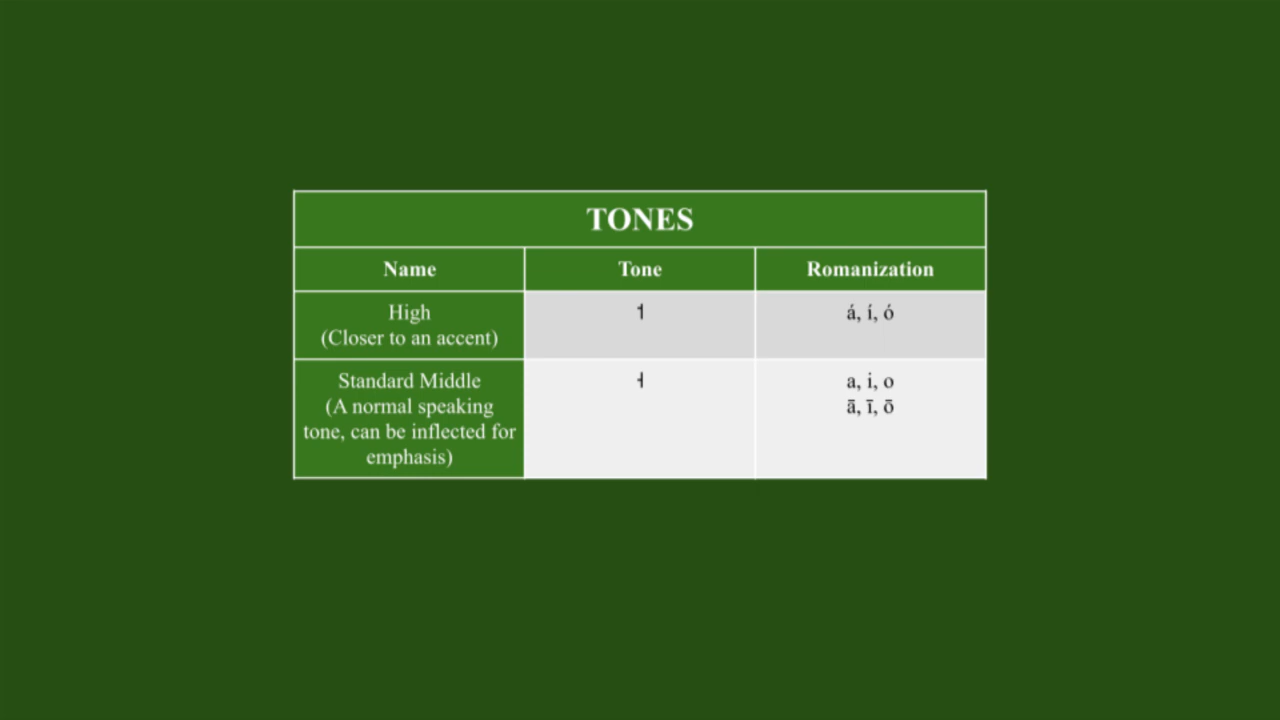 TONES
Name Tone Romanization
High ˦ á, í, ó
(Closer to an accent)
Standard Middle ˧ a, i, o
(A normal speaking ā, ī, ō
tone, can be inflected for
emphasis)